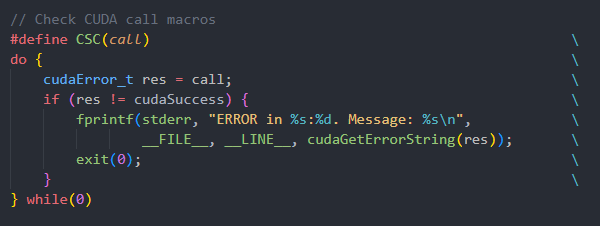 // Check CUDA call macros
#define CSC(call) \
do { \
    cudaError_t res = call; \
    if (res != cudaSuccess) { \
        fprintf(stderr, "ERROR in %s:%d. Message: %s\n", \
                __FILE__, __LINE__, cudaGetErrorString(res)); \
        exit(0); \
    } \
} while(0)